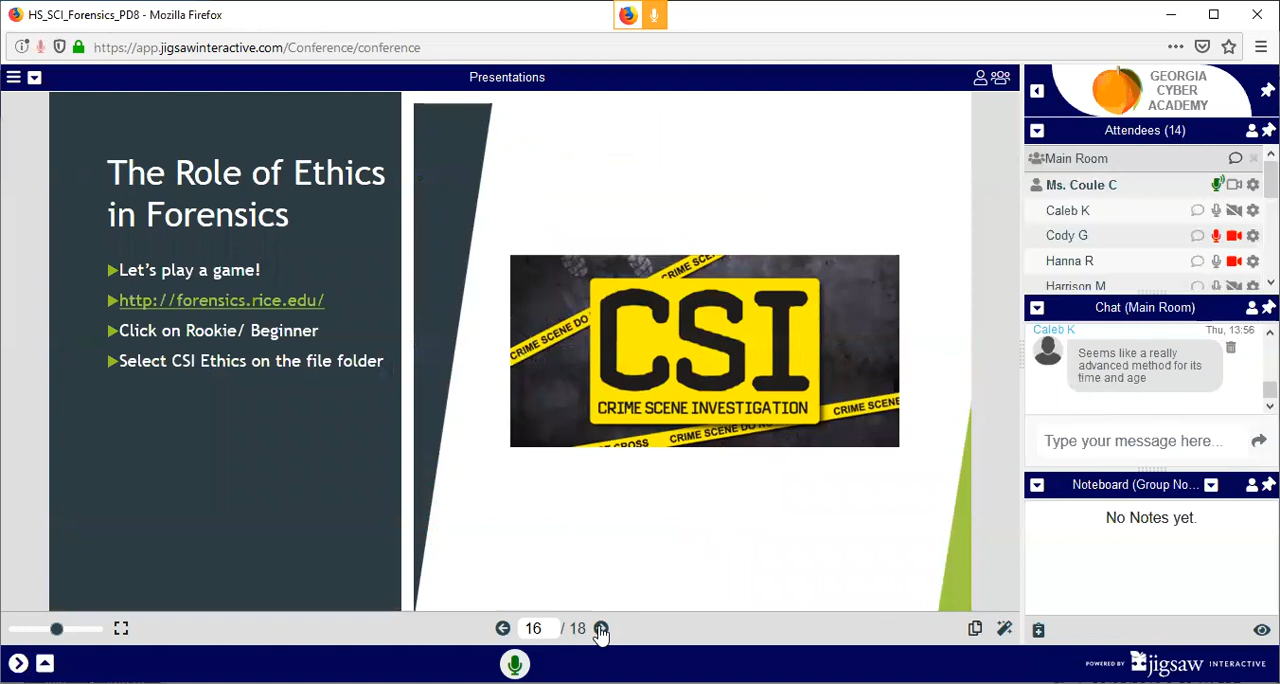 HS_SCI_Forensics_PD8 - Mozilla Firefox
https://app.jigsawinteractive.com/Conference/conference
Presentations
The Role of Ethics
in Forensics
Let's play a game!
http://forensics.rice.edu/
Click on Rookie/ Beginner
Select CSI Ethics on the file folder
CRIME SCE
CRIME SCENE DO
CSI
CRIME SCENE INVESTIGATION
CROSS
CRIME SCENE DO NO
CRIME SCENE
16 / 18
GEORGIA
CYBER
ACADEMY
Attendees (14)
Main Room
Ms. Coule C
Caleb K
Cody G
Hanna R
Harrison M
Chat (Main Room)
Caleb K Thu, 13:56
Seems like a really
advanced method for its
time and age
Type your message here...
Noteboard (Group No...
No Notes yet.
POWERED BY jigsaw INTERACTIVE